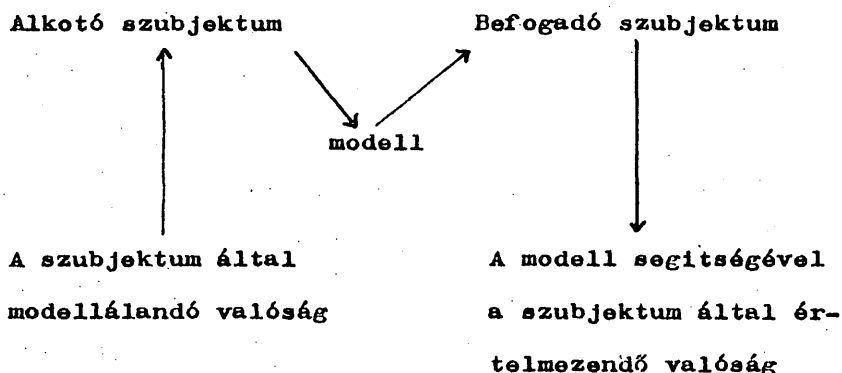 Alkotó szubjektum
Befogadó szubjektum
modell
A szubjektum által
modellálandó valóság
A modell segitségével
a szubjektum által ér-
telmezendő valóság